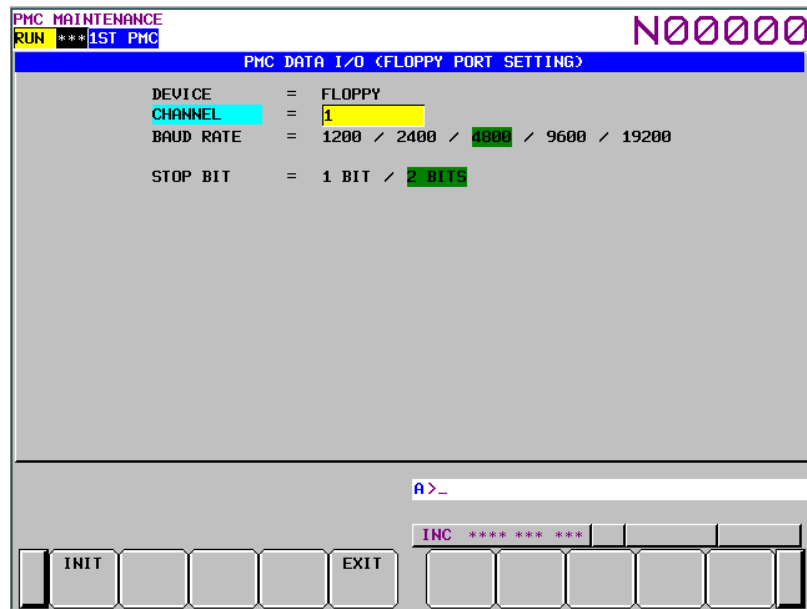 PMC MAINTENANCE
RUN ***1ST PMC
N00000
PMC DATA I/O (FLOPPY PORT SETTING)
DEVICE = FLOPPY
CHANNEL = 1
BAUD RATE = 1200 / 2400 / 4800 / 9600 / 19200
STOP BIT = 1 BIT / 2 BITS
A>_
INC **** *** ***
INIT EXIT